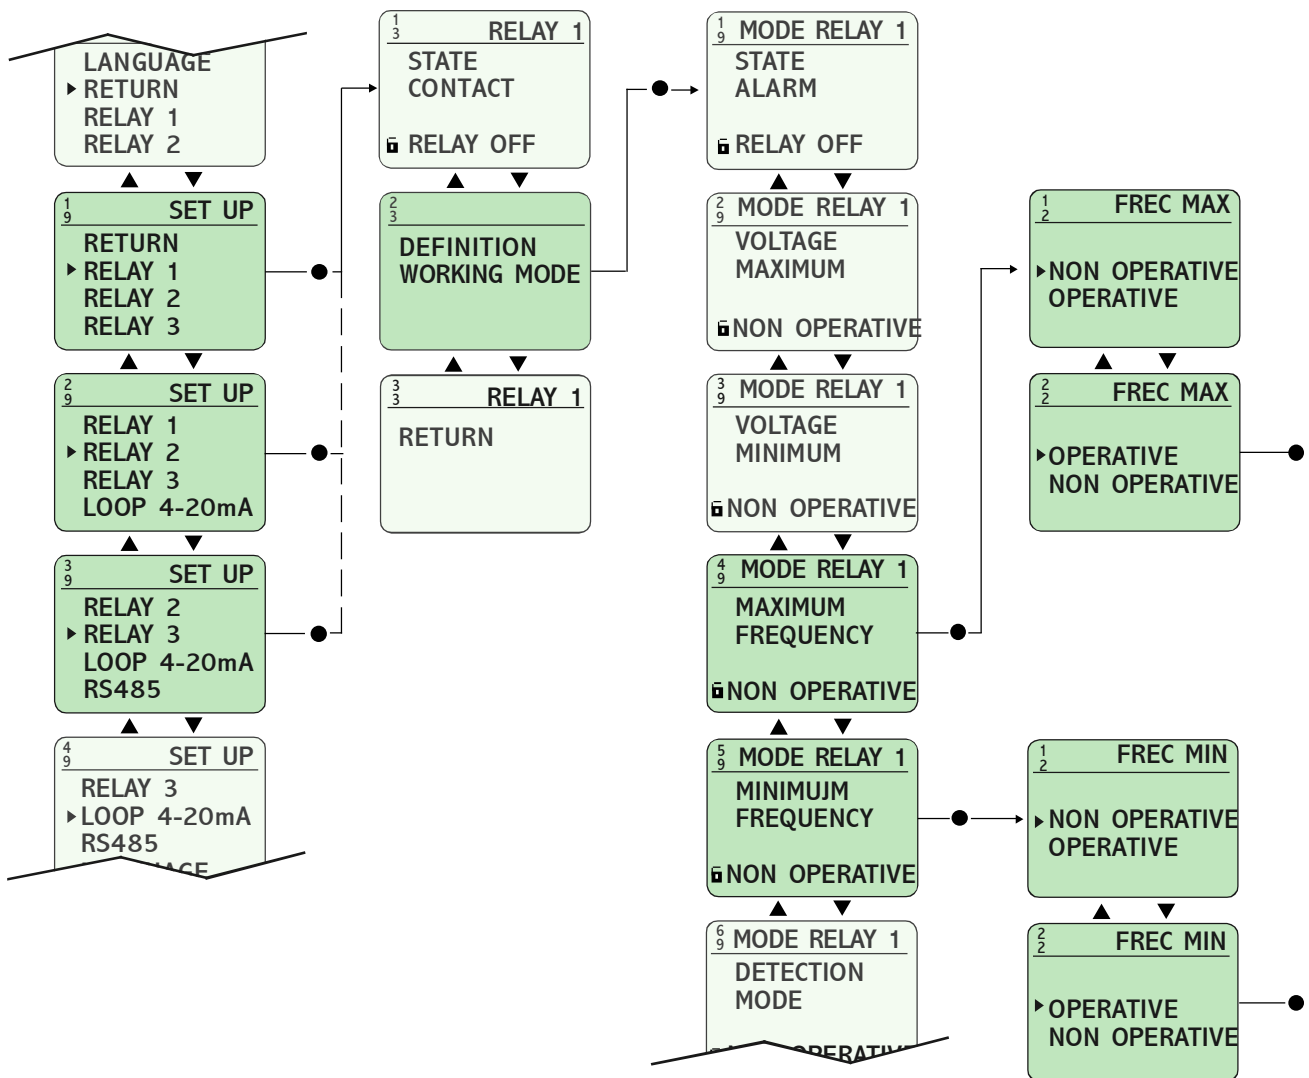 LANGUAGE
RETURN
RELAY 1
RELAY 2
1
9
SET UP
RETURN
RELAY 1
RELAY 2
RELAY 3
2
9
SET UP
RELAY 1
RELAY 2
RELAY 3
LOOP 4-20mA
3
9
SET UP
RELAY 2
RELAY 3
LOOP 4-20mA
RS485
4
9
SET UP
RELAY 3
LOOP 4-20mA
RS485
1
3
RELAY 1
STATE
CONTACT
RELAY OFF
2
3
DEFINITION
WORKING MODE
3
3
RELAY 1
RETURN
1
9
MODE RELAY 1
STATE
ALARM
RELAY OFF
2
9
MODE RELAY 1
VOLTAGE
MAXIMUM
NON OPERATIVE
3
9
MODE RELAY 1
VOLTAGE
MINIMUM
NON OPERATIVE
4
9
MODE RELAY 1
MAXIMUM
FREQUENCY
NON OPERATIVE
5
9
MODE RELAY 1
MINIMUJM
FREQUENCY
NON OPERATIVE
6
9
MODE RELAY 1
DETECTION
MODE
OPERATIVE
1
2
FREC MAX
NON OPERATIVE
OPERATIVE
2
2
FREC MAX
OPERATIVE
NON OPERATIVE
1
2
FREC MIN
NON OPERATIVE
OPERATIVE
2
2
FREC MIN
OPERATIVE
NON OPERATIVE